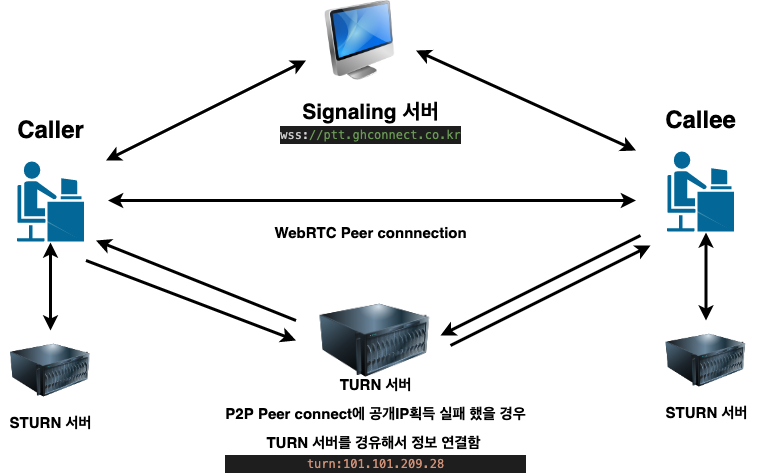 Signaling 서버
wss://ptt.ghconnect.co.kr
Caller
Callee
WebRTC Peer connnection
TURN 서버
STURN 서버
STURN 서버
P2P Peer connect에 공개IP획득 실패 했을 경우
TURN 서버를 경유해서 정보 연결함
turn:101.101.209.28